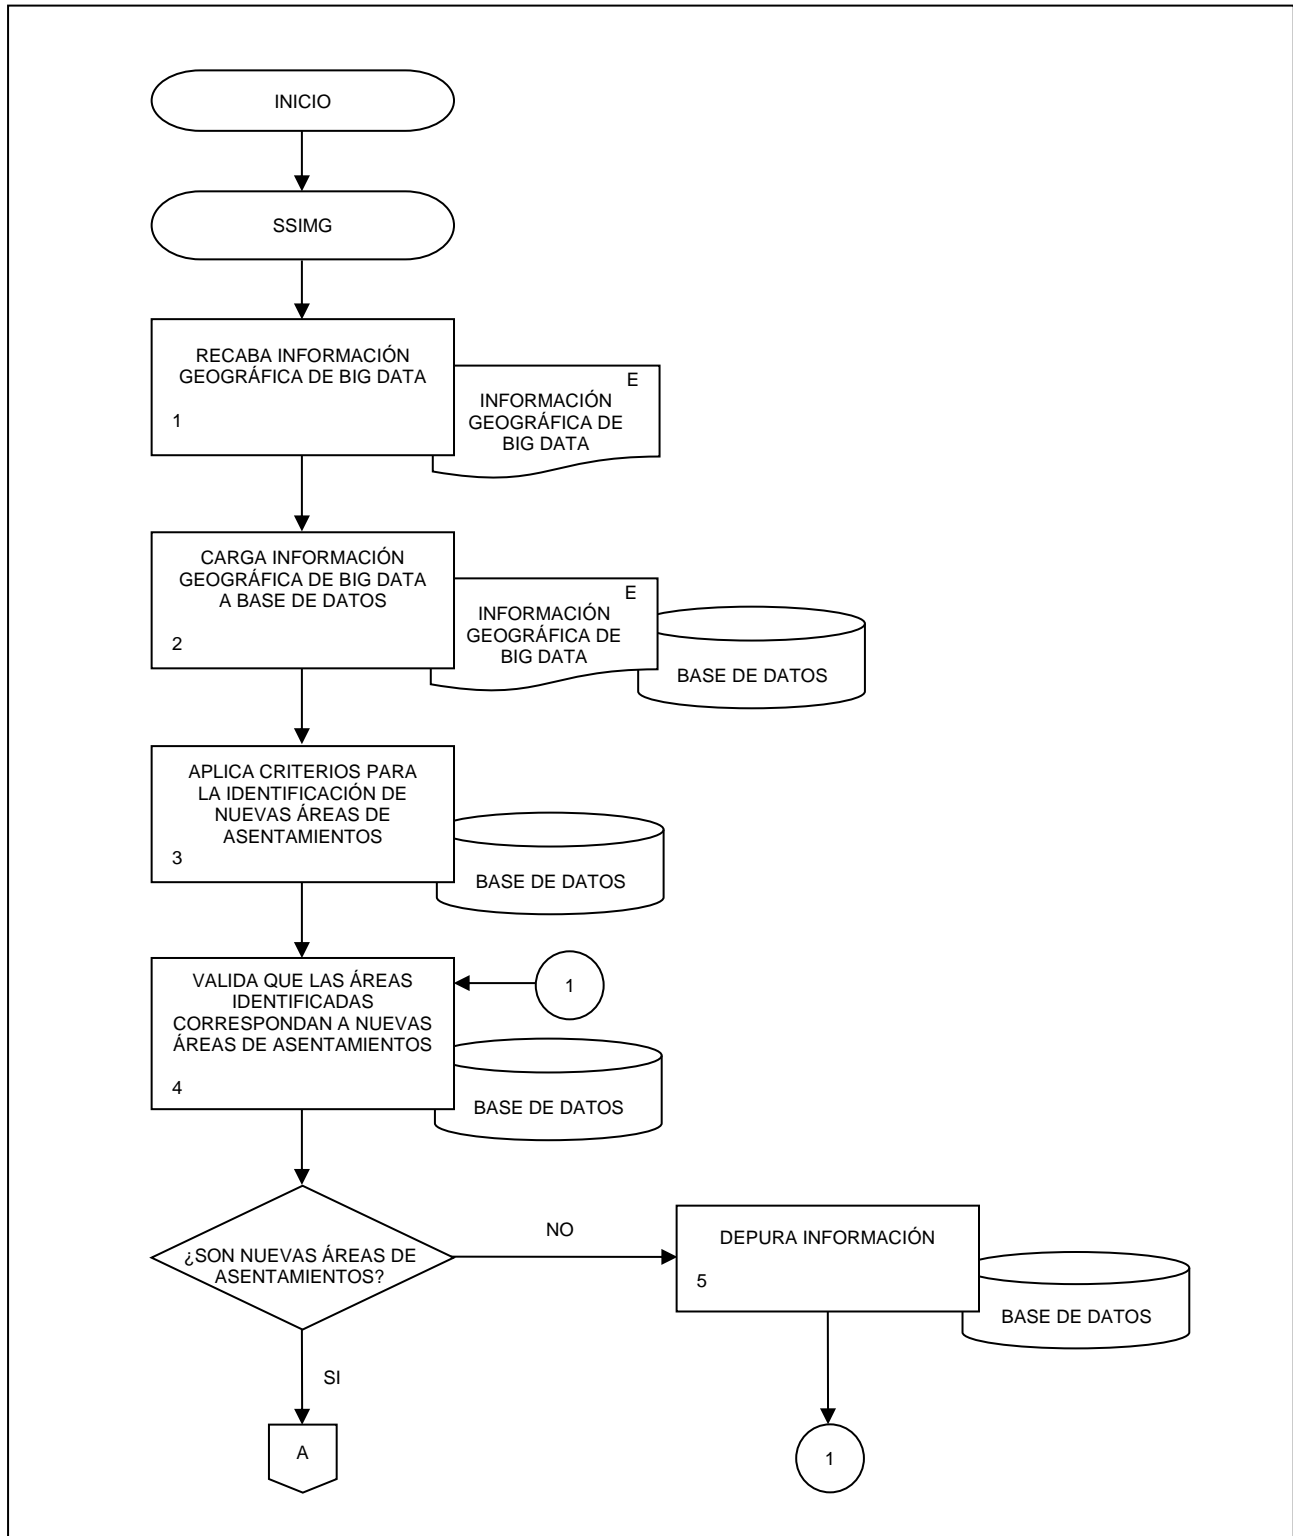 INICIO
SSIMG
RECABA INFORMACIÓN
GEOGRÁFICA DE BIG DATA
1
E
INFORMACIÓN
GEOGRÁFICA DE
BIG DATA
CARGA INFORMACIÓN
GEOGRÁFICA DE BIG DATA
A BASE DE DATOS
2
E
INFORMACIÓN
GEOGRÁFICA DE
BIG DATA
BASE DE DATOS
APLICA CRITERIOS PARA
LA IDENTIFICACIÓN DE
NUEVAS ÁREAS DE
ASENTAMIENTOS
3
BASE DE DATOS
VALIDA QUE LAS ÁREAS
IDENTIFICADAS
CORRESPONDAN A NUEVAS
ÁREAS DE ASENTAMIENTOS
4
1
BASE DE DATOS
¿SON NUEVAS ÁREAS DE
ASENTAMIENTOS?
NO
DEPURA INFORMACIÓN
5
BASE DE DATOS
SI
A
1